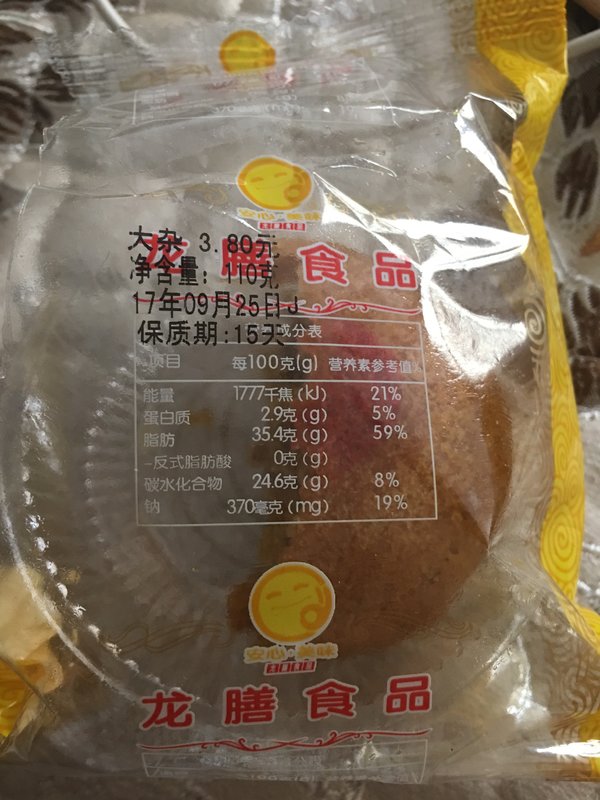 安心·美味
大杂 3.80元
龙膳食品
净含量：110克
17年09月25日J
保质期:15天
成分表
项目 每100克(g) 营养素参考值%
能量 1777千焦(kJ) 21%
蛋白质 2.9克(g) 5%
脂肪 35.4克(g) 59%
-反式脂肪酸 0克(g)
碳水化合物 24.6克(g) 8%
钠 370毫克(mg) 19%
安心·美味
龙膳食品